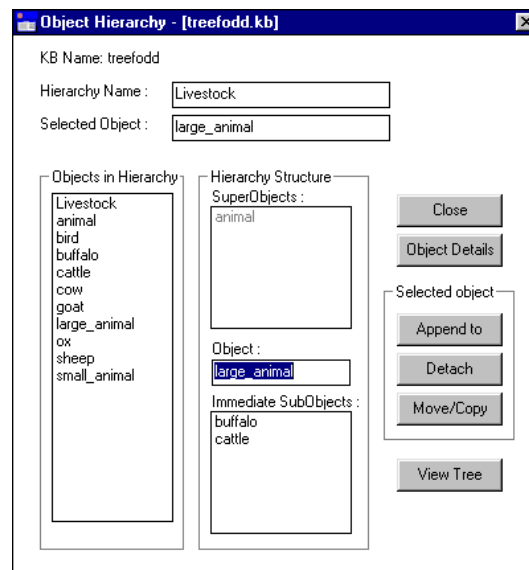 Object Hierarchy - [treefodd.kb]
KB Name: treefodd
Hierarchy Name : Livestock
Selected Object : large_animal
Objects in Hierarchy
Livestock
animal
bird
buffalo
cattle
cow
goat
large_animal
ox
sheep
small_animal
Hierarchy Structure
SuperObjects :
animal
Object :
large_animal
Immediate SubObjects :
buffalo
cattle
Close
Object Details
Selected object
Append to
Detach
Move/Copy
View Tree